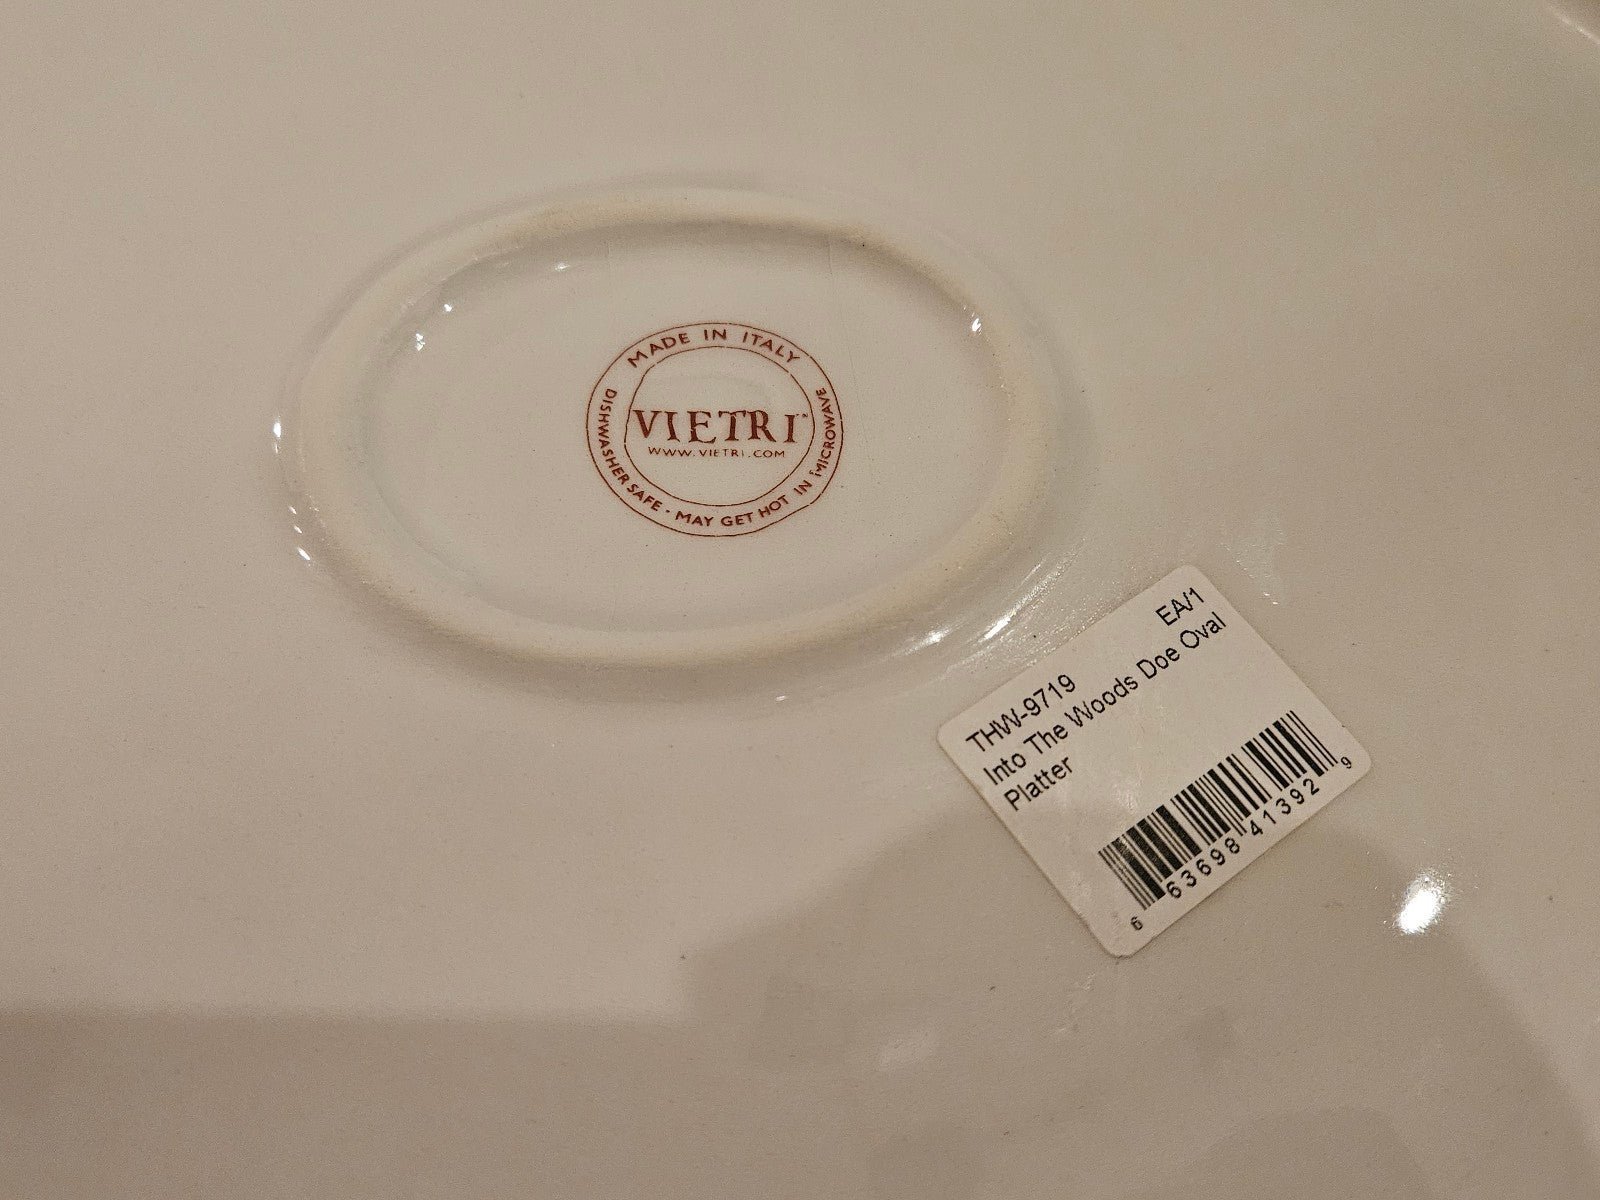 MADE IN ITALY
VIETRI™
WWW.VIETRI.COM
DISHWASHER SAFE · MAY GET HOT IN MICROWAVE
EA/1
THW-9719
Into The Woods Doe Oval
Platter
6 63698 41392 9